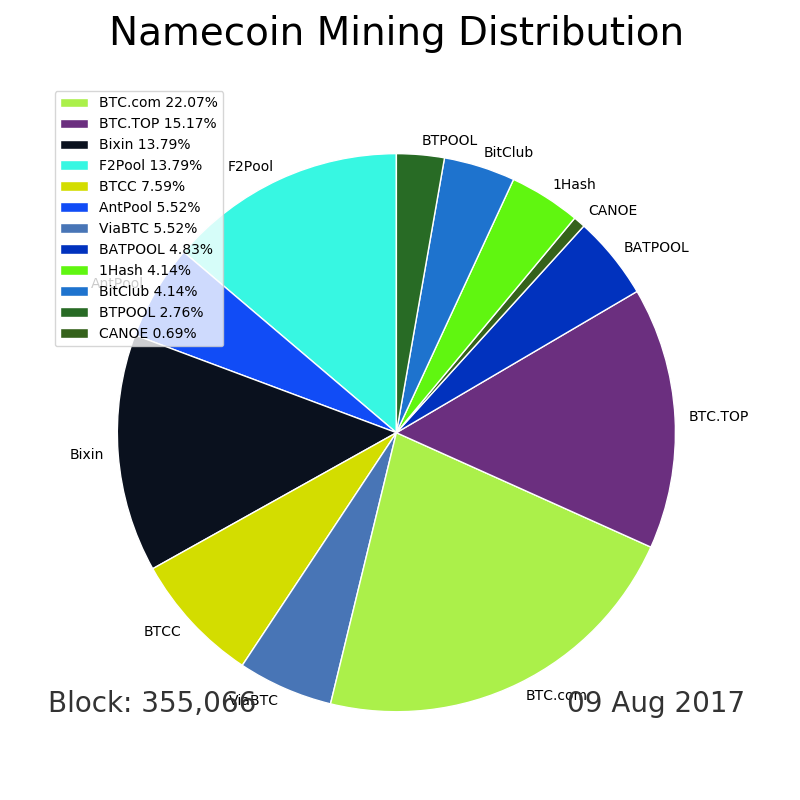 Namecoin Mining Distribution
BTC.com 22.07%
BTC.TOP 15.17%
Bixin 13.79%
F2Pool 13.79%
BTCC 7.59%
AntPool 5.52%
ViaBTC 5.52%
BATPOOL 4.83%
1Hash 4.14%
BitClub 4.14%
BTPOOL 2.76%
CANOE 0.69%
F2Pool
BTPOOL
BitClub
1Hash
CANOE
BATPOOL
AntPool
BTC.TOP
Bixin
BTCC
ViaBTC
BTC.com
Block: 355,066
09 Aug 2017